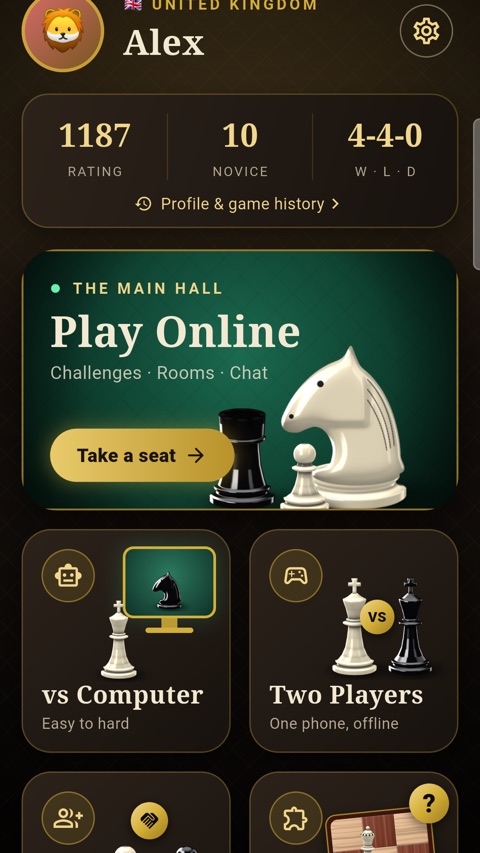 UNITED KINGDOM
Alex
1187
RATING
10
NOVICE
4-4-0
W · L · D
Profile & game history
THE MAIN HALL
Play Online
Challenges · Rooms · Chat
Take a seat
vs Computer
Easy to hard
VS
Two Players
One phone, offline
?